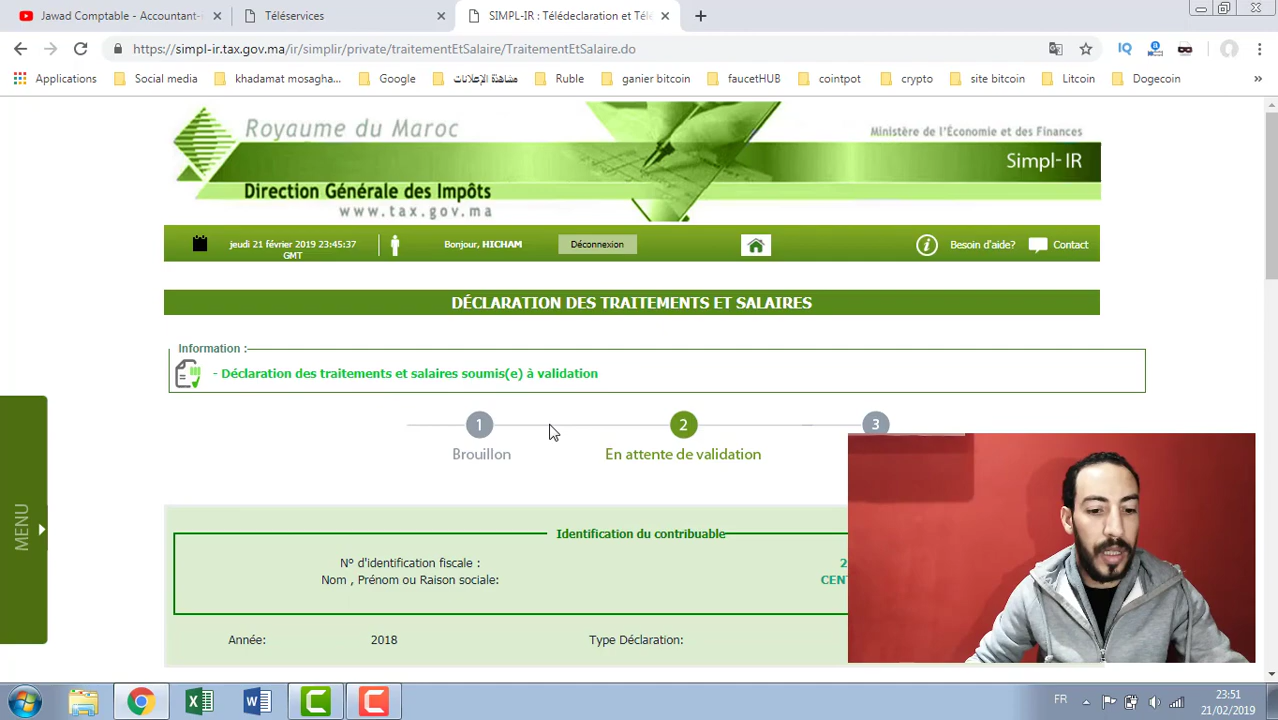 Jawad Comptable - Accountant-
Téléservices
SIMPL-IR : Télédeclaration et Tél
https://simpl-ir.tax.gov.ma/ir/simplir/private/traitementEtSalaire/TraitementEtSalaire.do
Applications
Social media
khadamat mosagha...
Google
مشاهدة الإعلانات
Ruble
ganier bitcoin
faucetHUB
cointpot
crypto
site bitcoin
Litcoin
Dogecoin
»
Royaume du Maroc
Ministère de l'Économie et des Finances
Simpl-IR
Direction Générale des Impôts
www.tax.gov.ma
jeudi 21 février 2019 23:45:37
GMT
Bonjour, HICHAM
Déconnexion
Besoin d'aide?
Contact
DÉCLARATION DES TRAITEMENTS ET SALAIRES
Information :
- Déclaration des traitements et salaires soumis(e) à validation
1
2
3
Brouillon
En attente de validation
MENU
Identification du contribuable
N° d'identification fiscale :
2
Nom , Prénom ou Raison sociale:
CENT
Année:
2018
Type Déclaration:
FR
23:51
21/02/2019